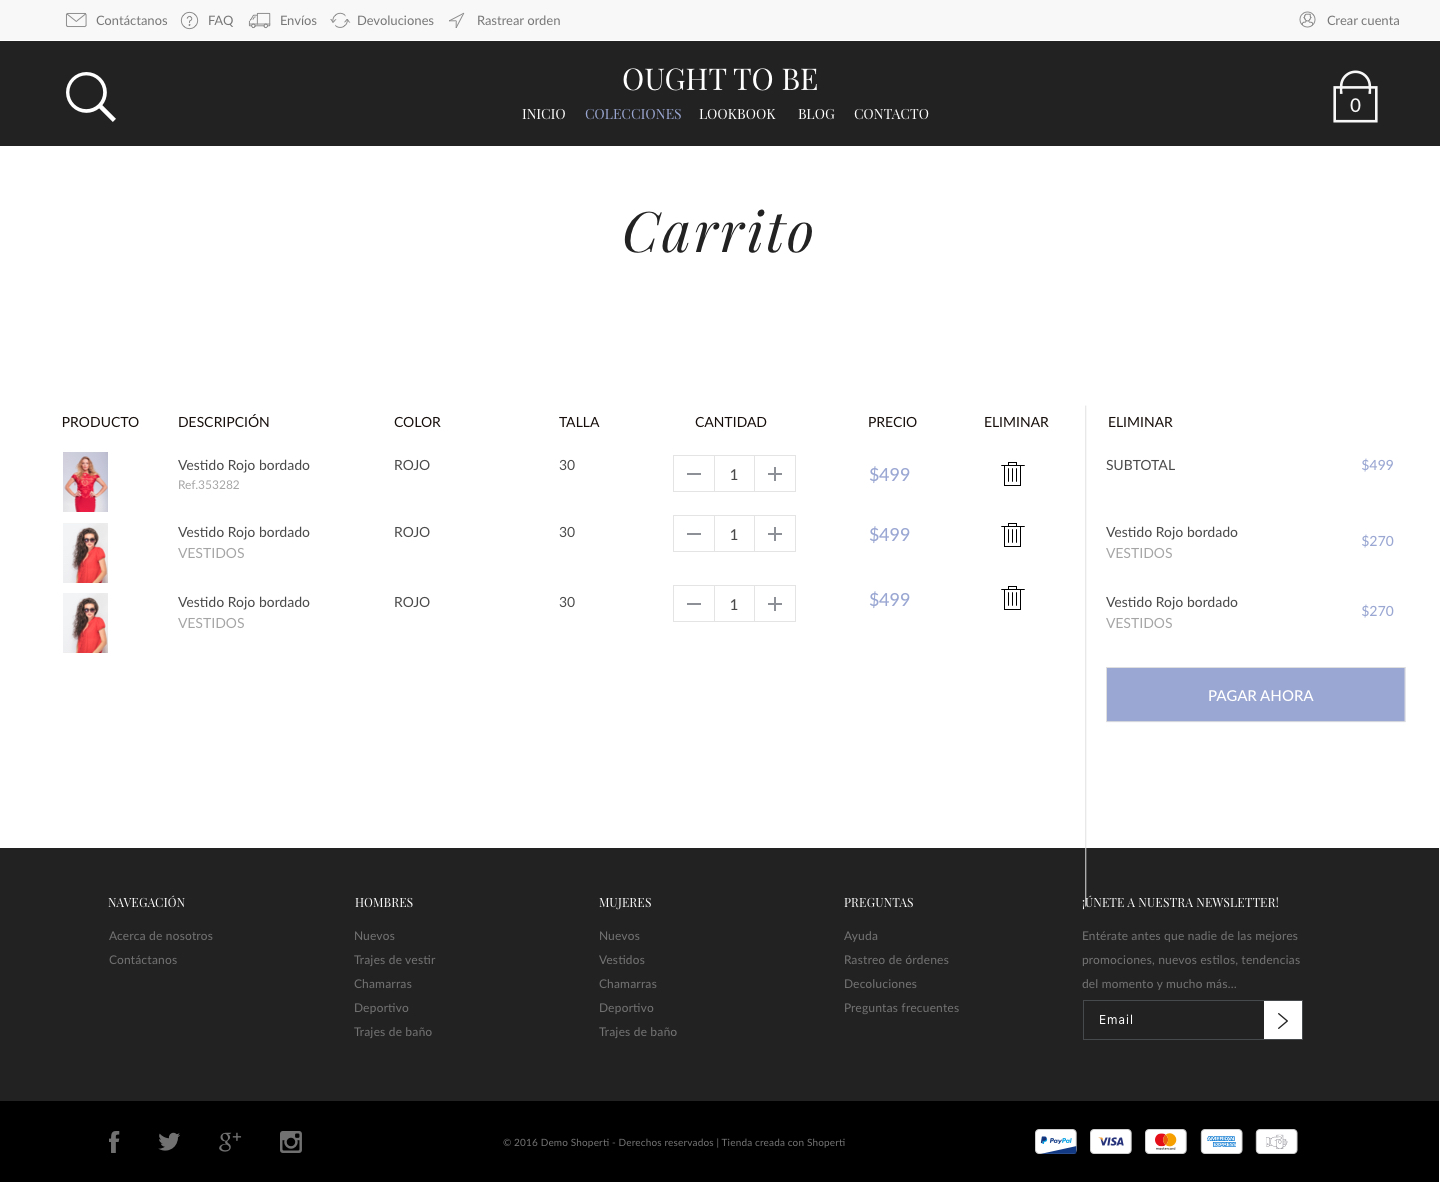 Contáctanos FAQ Envíos Devoluciones Rastrear orden Crear cuenta
OUGHT TO BE
INICIO COLECCIONES LOOKBOOK BLOG CONTACTO
0
Carrito
PRODUCTO DESCRIPCIÓN COLOR TALLA CANTIDAD PRECIO ELIMINAR ELIMINAR
Vestido Rojo bordado ROJO 30 1 $499 SUBTOTAL $499
Ref.353282
Vestido Rojo bordado ROJO 30 1 $499 Vestido Rojo bordado $270
VESTIDOS VESTIDOS
Vestido Rojo bordado ROJO 30 1 $499 Vestido Rojo bordado $270
VESTIDOS VESTIDOS
PAGAR AHORA
NAVEGACIÓN HOMBRES MUJERES PREGUNTAS ¡ÚNETE A NUESTRA NEWSLETTER!
Acerca de nosotros Nuevos Nuevos Ayuda Entérate antes que nadie de las mejores
Contáctanos Trajes de vestir Vestidos Rastreo de órdenes promociones, nuevos estilos, tendencias
Chamarras Chamarras Decoluciones del momento y mucho más...
Deportivo Deportivo Preguntas frecuentes Email
Trajes de baño Trajes de baño
f g+ © 2016 Demo Shoperti - Derechos reservados | Tienda creada con Shoperti PayPal VISA mastercard AMERICAN EXPRESS